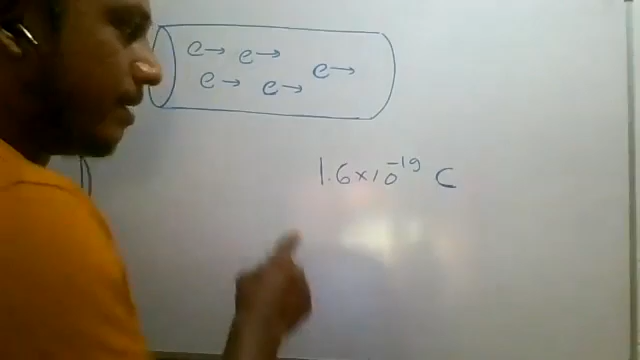 e→ e→ e→
e→ e→
1.6×10⁻¹⁹ C